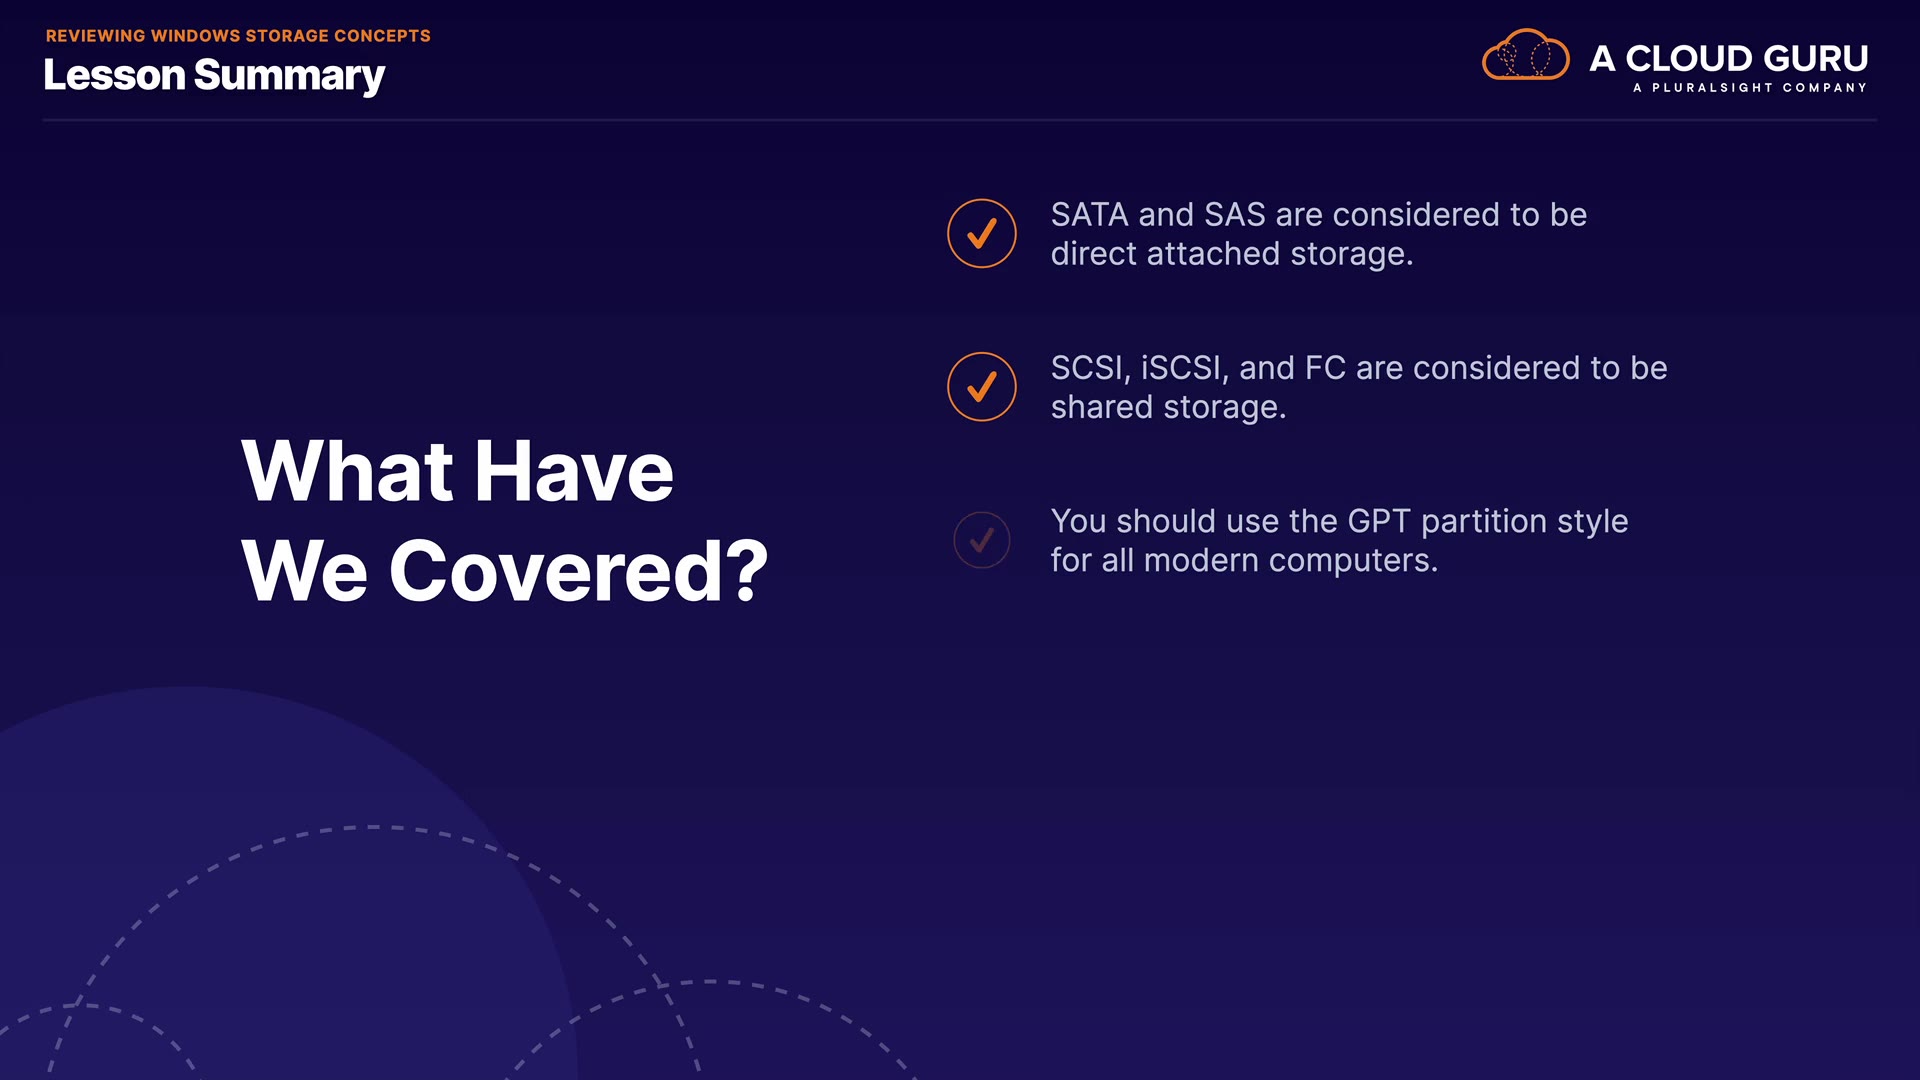 REVIEWING WINDOWS STORAGE CONCEPTS
Lesson Summary
A CLOUD GURU
A PLURALSIGHT COMPANY
What Have
We Covered?
SATA and SAS are considered to be
direct attached storage.
SCSI, iSCSI, and FC are considered to be
shared storage.
You should use the GPT partition style
for all modern computers.